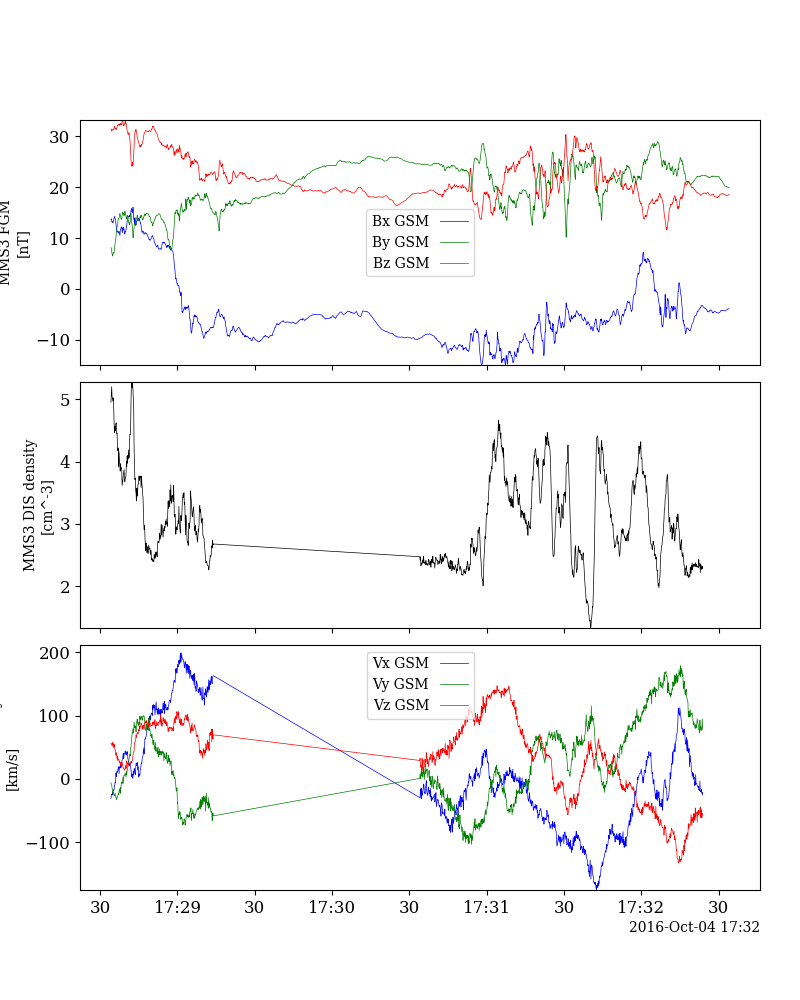 30
20
10
0
−10
MMS3 FGM
[nT]
Bx GSM
By GSM
Bz GSM
5
4
3
2
MMS3 DIS density
[cm^-3]
200
100
0
−100
[km/s]
Vx GSM
Vy GSM
Vz GSM
30 17:29 30 17:30 30 17:31 30 17:32 30
2016-Oct-04 17:32